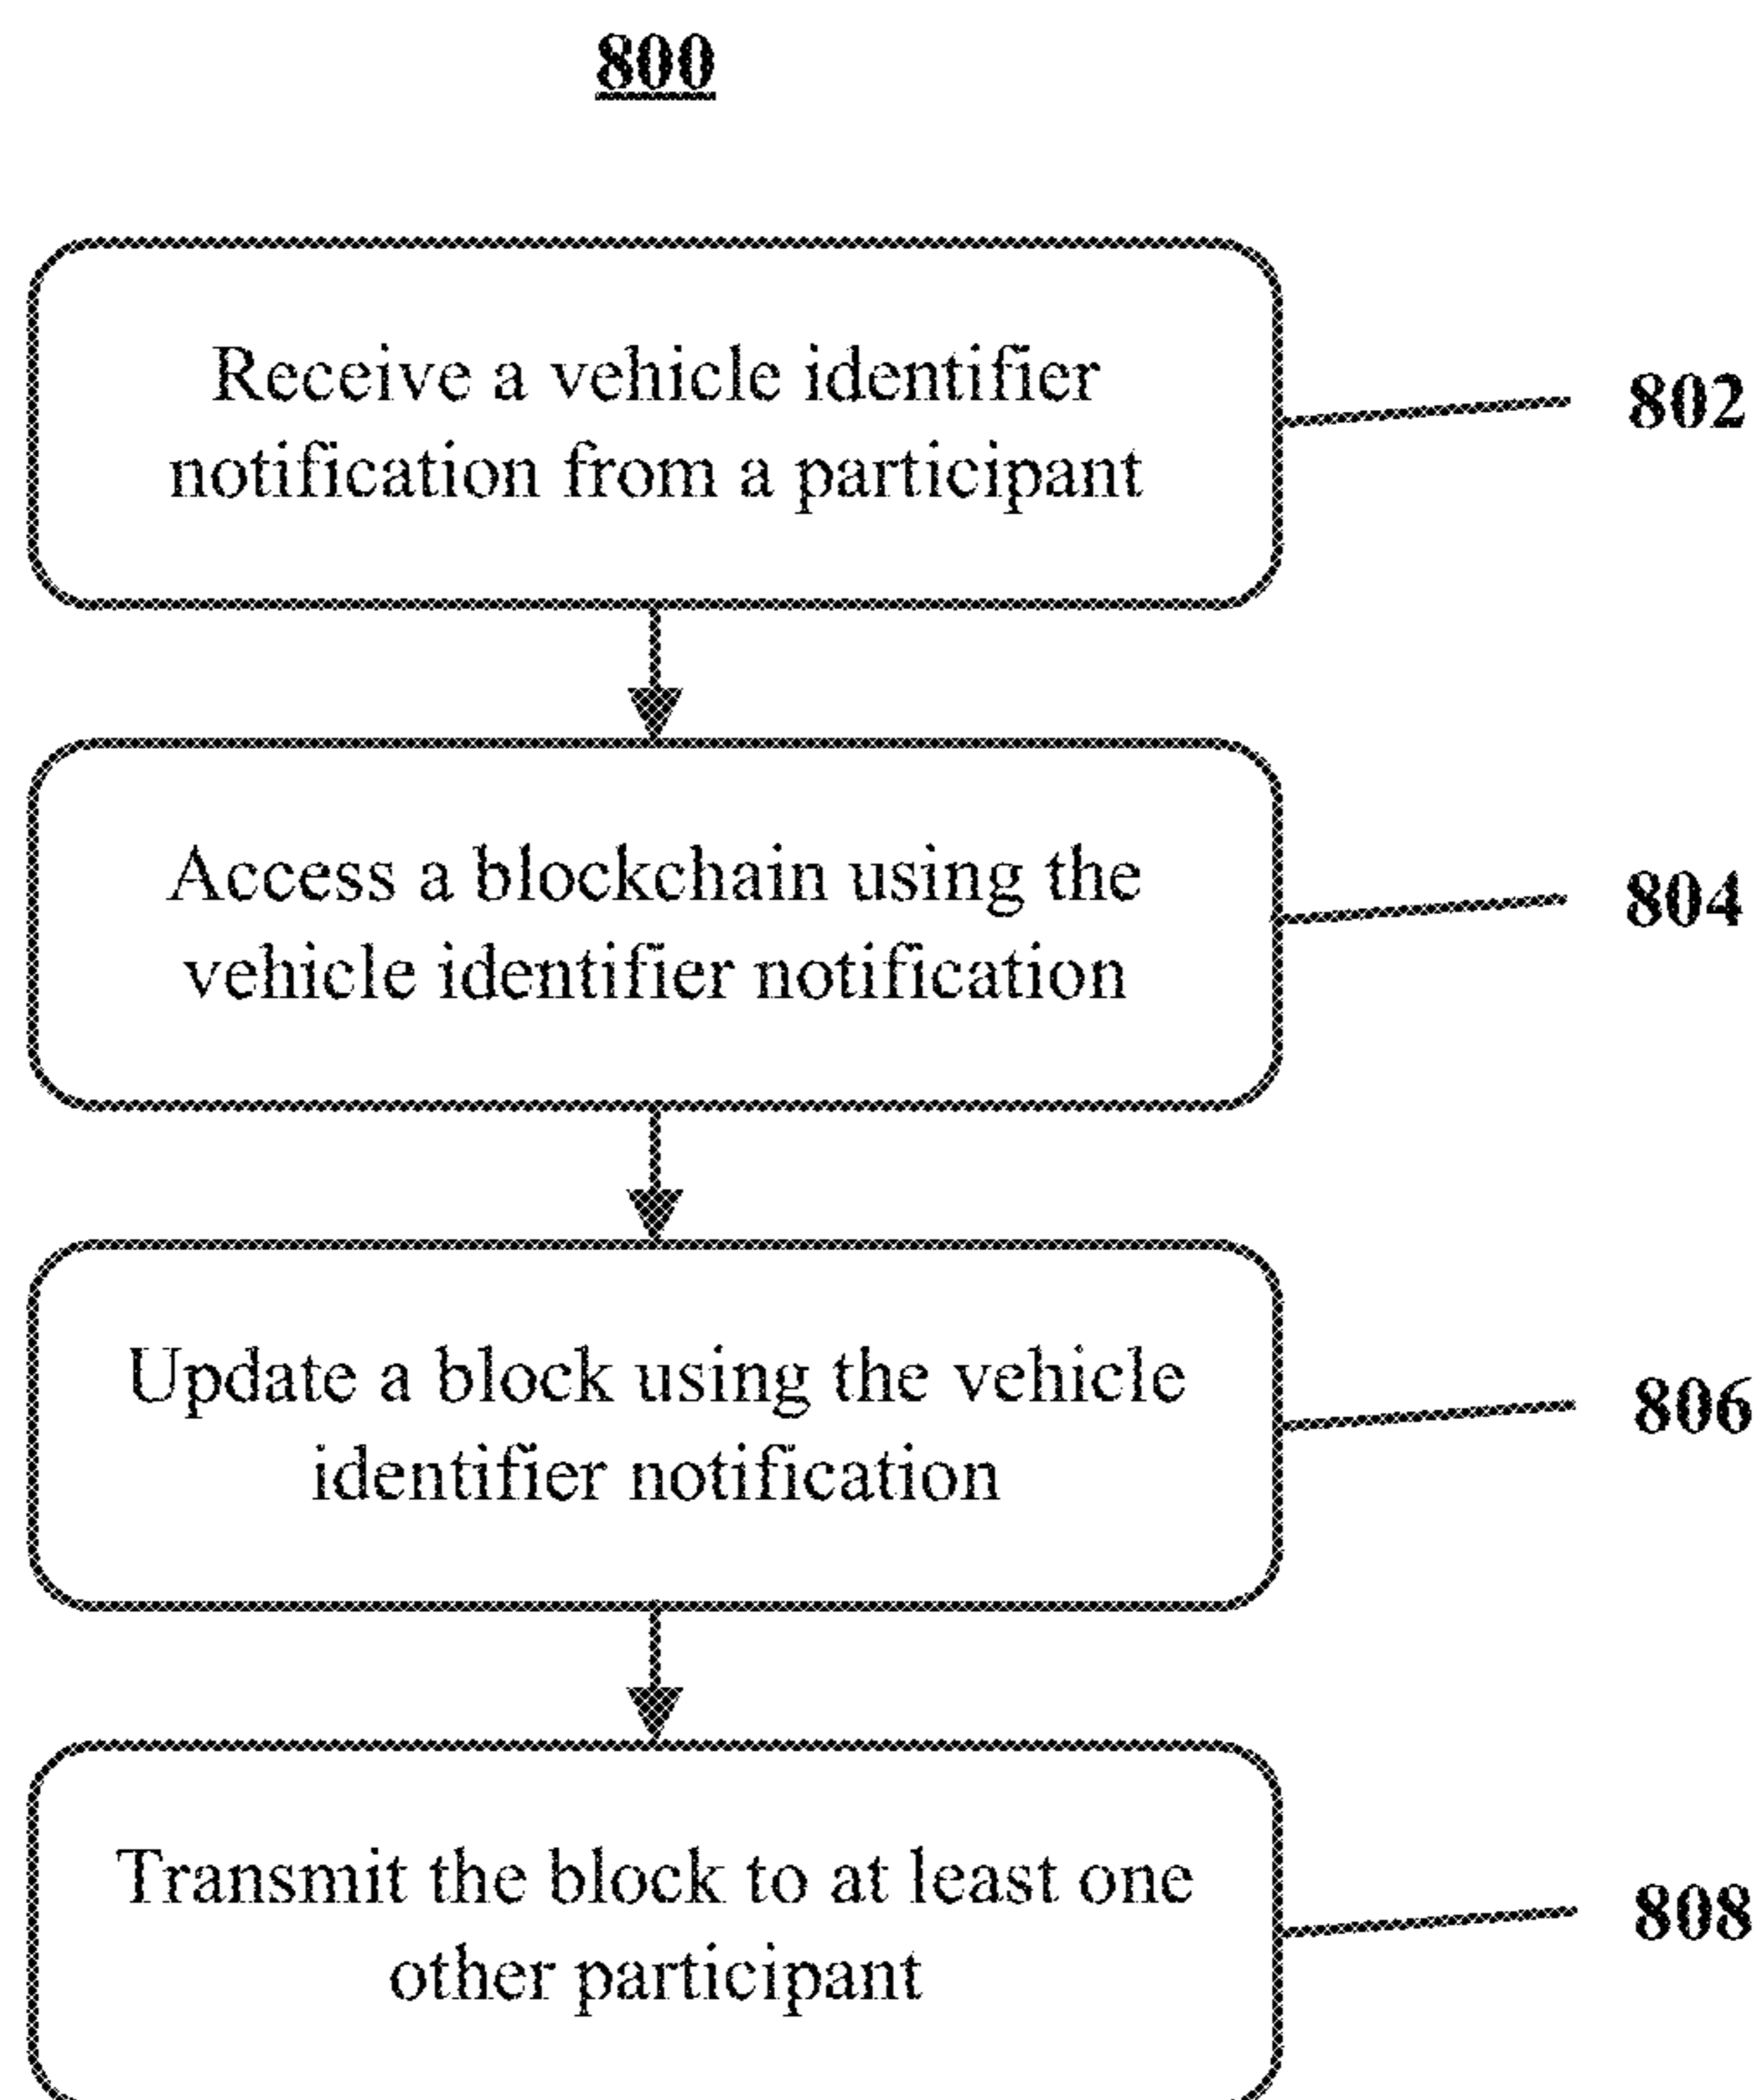 800
Receive a vehicle identifier
notification from a participant
802
Access a blockchain using the
vehicle identifier notification
804
Update a block using the vehicle
identifier notification
806
Transmit the block to at least one
other participant
808